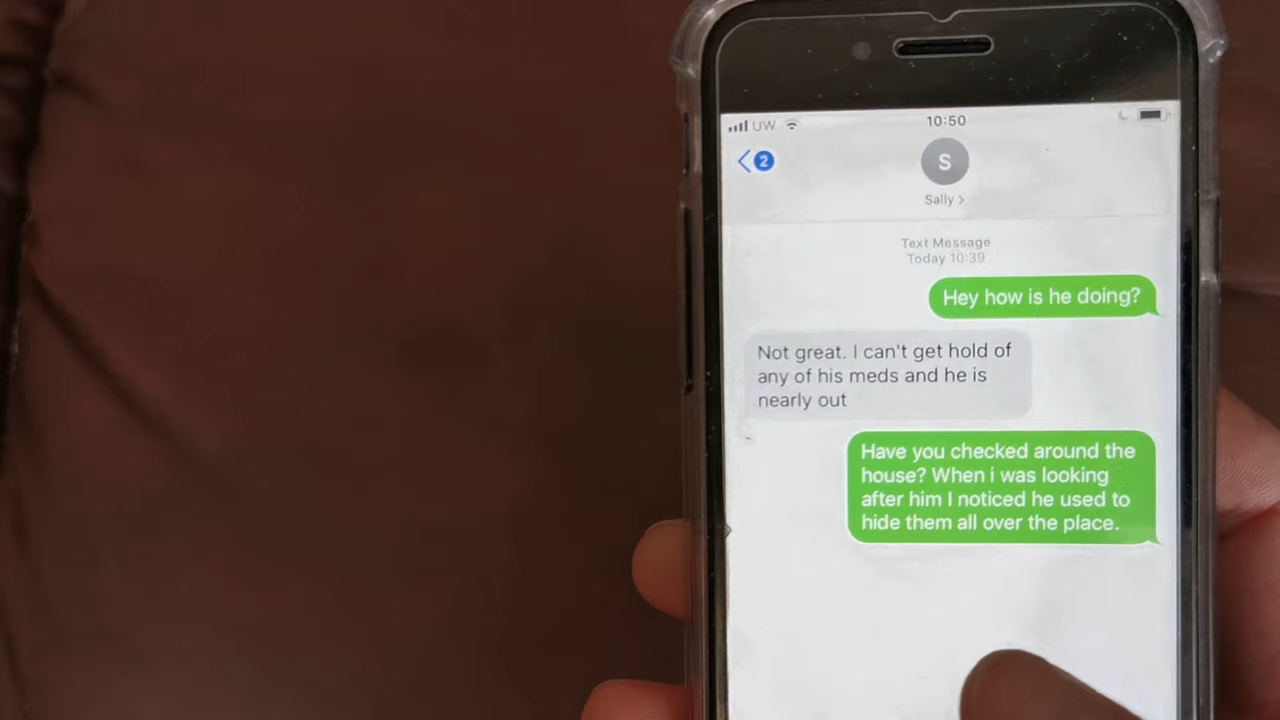 UW 10:50
2
S
Sally >
Text Message
Today 10:39
Hey how is he doing?
Not great. I can't get hold of
any of his meds and he is
nearly out
Have you checked around the
house? When i was looking
after him I noticed he used to
hide them all over the place.